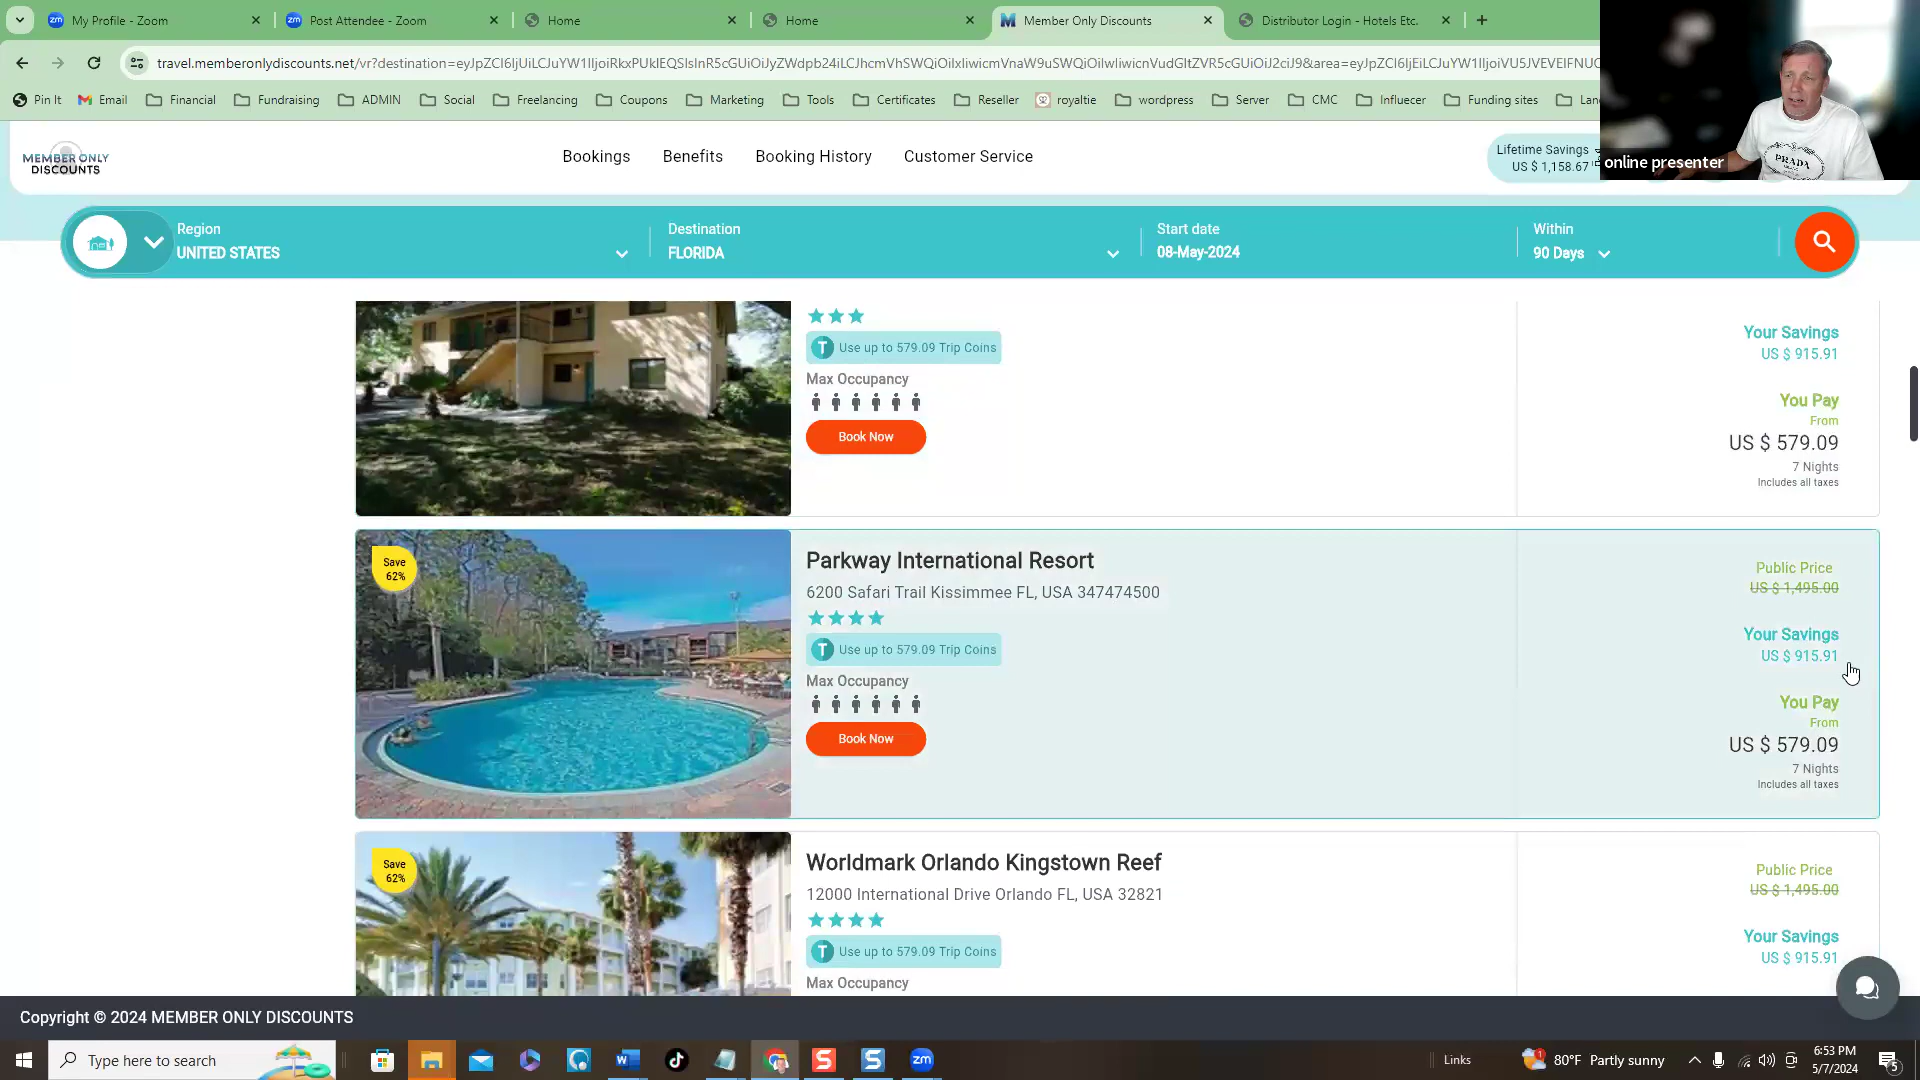 My Profile - Zoom
Post Attendee - Zoom
Home
Home
Member Only Discounts
Distributor Login - Hotels Etc.
travel.memberonlydiscounts.net/vr?destination=
Pin It
Email
Financial
Fundraising
ADMIN
Social
Freelancing
Coupons
Marketing
Tools
Certificates
Reseller
royaltie
wordpress
Server
CMC
Influecer
Funding sites
PRADA
online presenter
MEMBER ONLY
DISCOUNTS
Bookings
Benefits
Booking History
Customer Service
Lifetime Savings
US $ 1,158.67
Region
UNITED STATES
Destination
FLORIDA
Start date
08-May-2024
Within
90 Days
T Use up to 579.09 Trip Coins
Max Occupancy
Book Now
Your Savings
US $ 915.91
You Pay
From
US $ 579.09
7 Nights
Includes all taxes
Save
62%
Parkway International Resort
6200 Safari Trail Kissimmee FL, USA 347474500
T Use up to 579.09 Trip Coins
Max Occupancy
Book Now
Public Price
US $ 1,495.00
Your Savings
US $ 915.91
You Pay
From
US $ 579.09
7 Nights
Includes all taxes
Save
62%
Worldmark Orlando Kingstown Reef
12000 International Drive Orlando FL, USA 32821
T Use up to 579.09 Trip Coins
Max Occupancy
Public Price
US $ 1,495.00
Your Savings
US $ 915.91
Copyright © 2024 MEMBER ONLY DISCOUNTS
Type here to search
Links
80°F Partly sunny
6:53 PM
5/7/2024
5